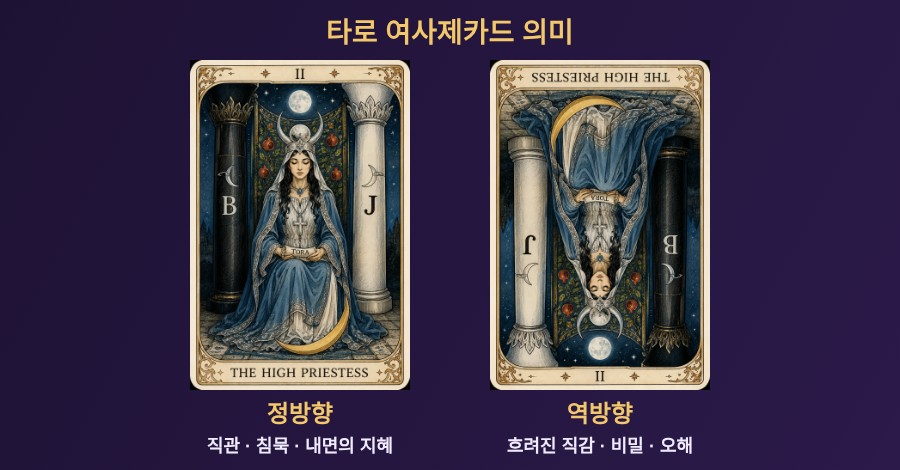 타로 여사제카드 의미
II
B
J
TORA
THE HIGH PRIESTESS
THE HIGH PRIESTESS
TORA
J
B
II
정방향
역방향
직관 · 침묵 · 내면의 지혜
흐려진 직감 · 비밀 · 오해